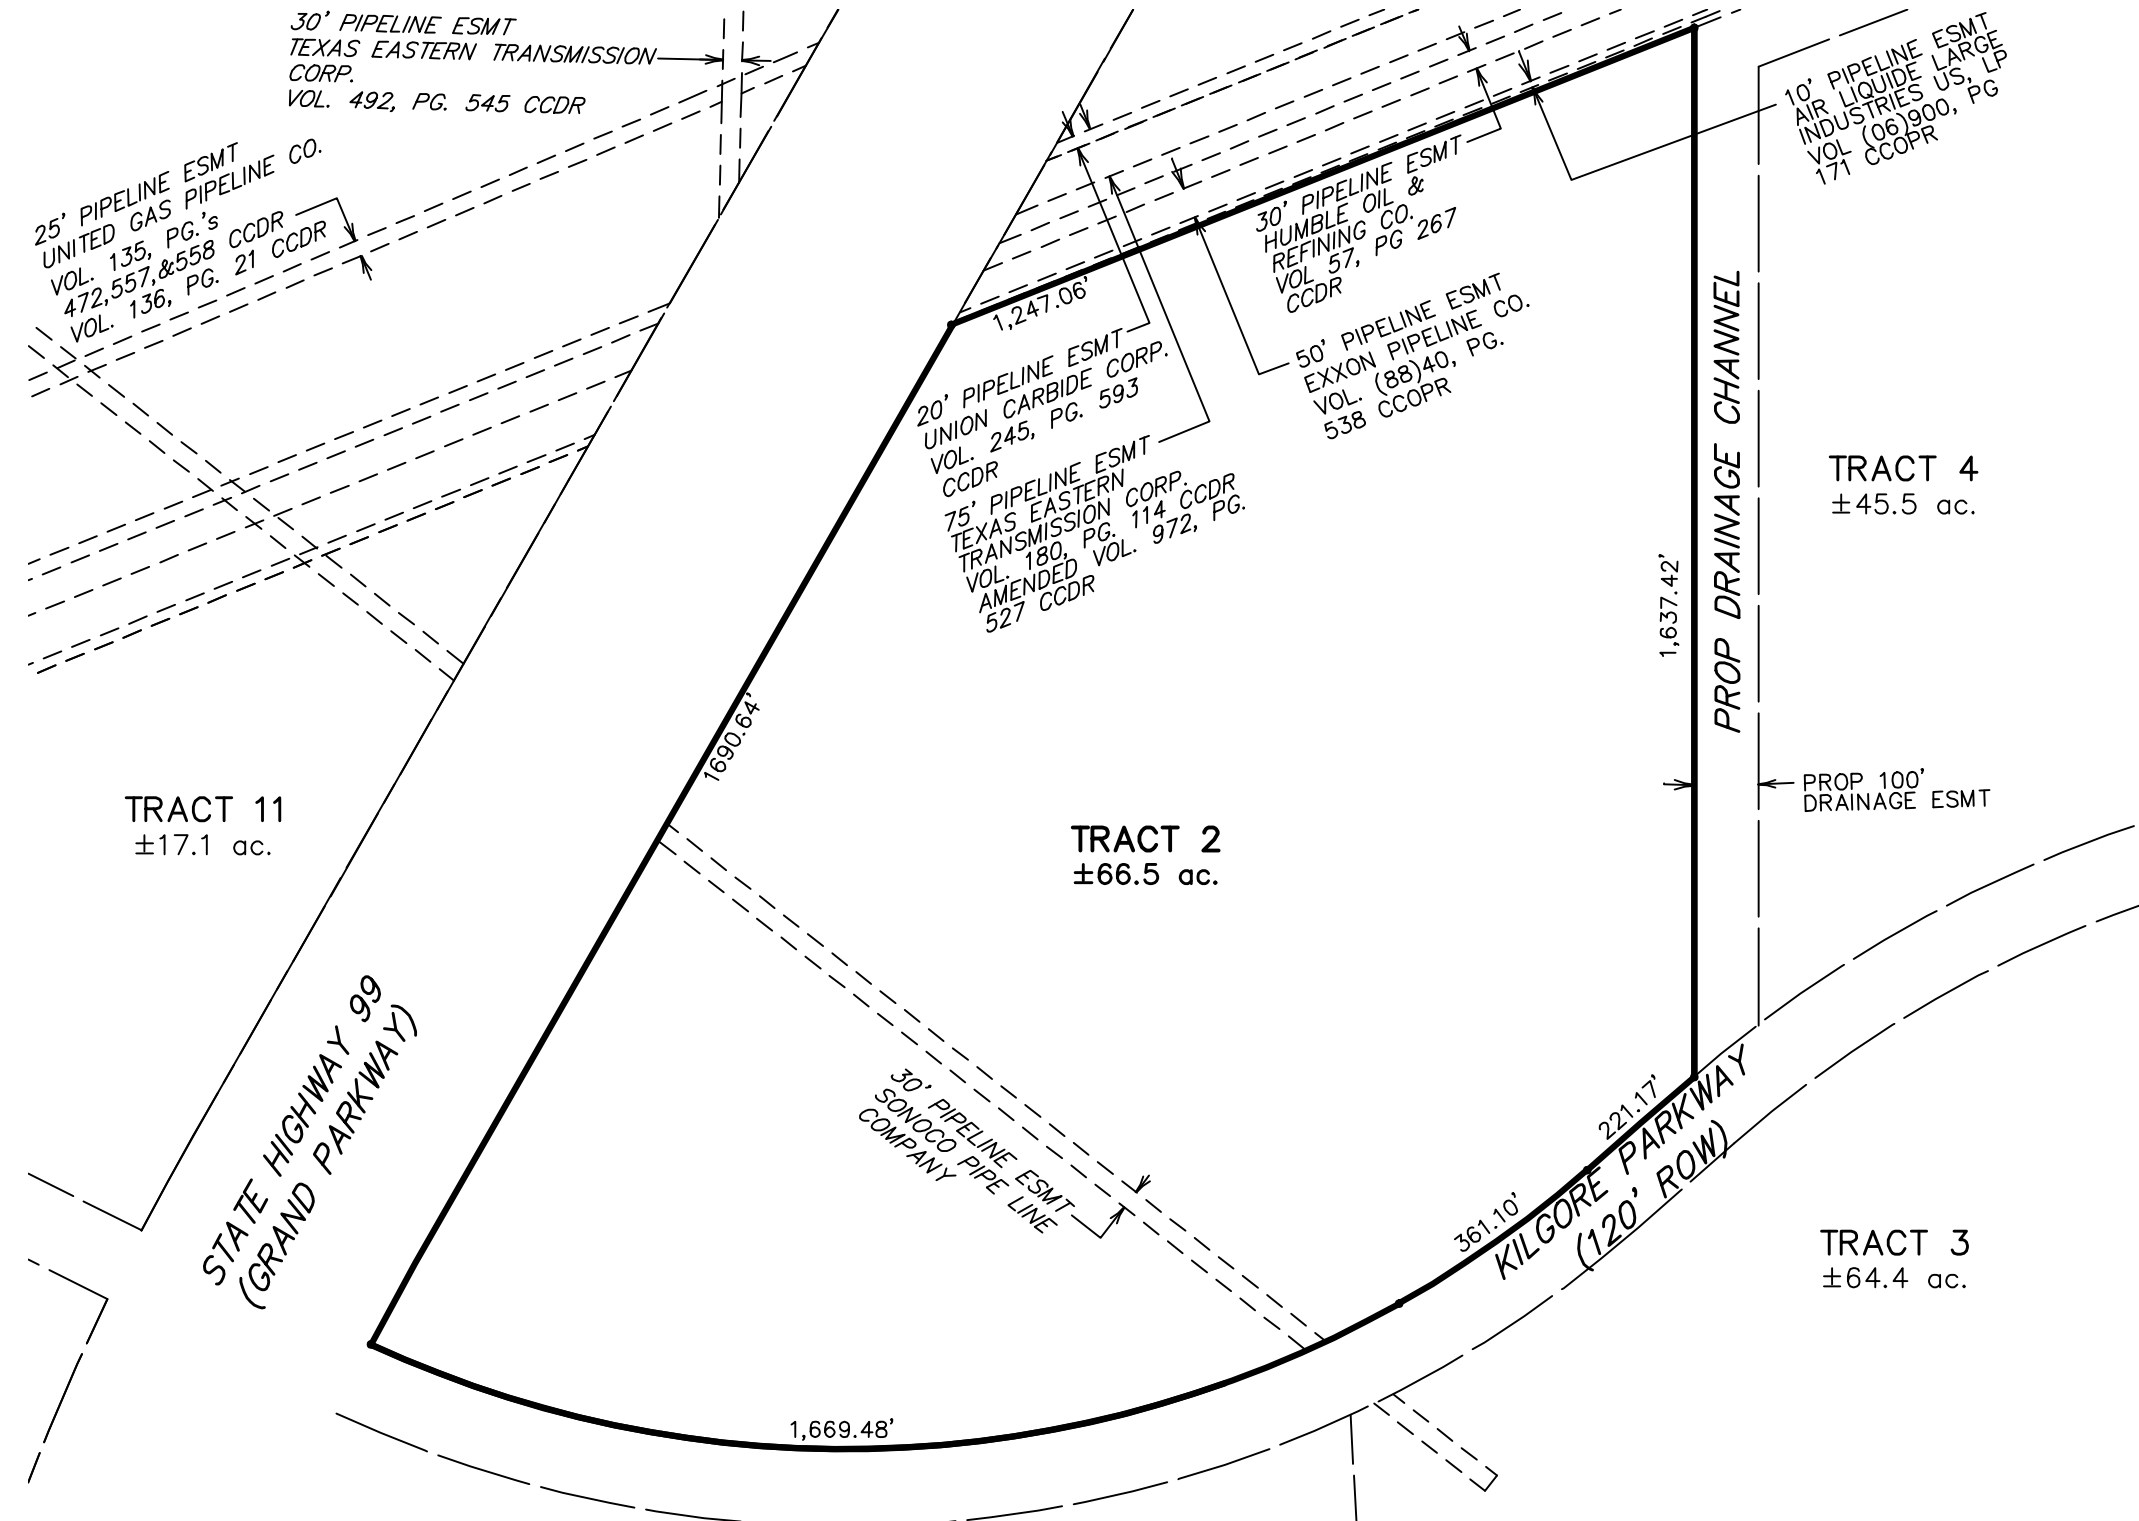 30' PIPELINE ESMT
TEXAS EASTERN TRANSMISSION
CORP.
VOL. 492, PG. 545 CCDR
25' PIPELINE ESMT
UNITED GAS PIPELINE CO.
VOL. 135, PG.'s
472,557,&558 CCDR
VOL. 136, PG. 21 CCDR
10' PIPELINE ESMT
AIR LIQUIDE LARGE
INDUSTRIES US, LP
VOL (06)900, PG
171 CCOPR
30' PIPELINE ESMT
HUMBLE OIL &
REFINING CO.
VOL 57, PG 267
CCDR
1,247.06'
50' PIPELINE ESMT
EXXON PIPELINE CO.
VOL. (88)40, PG.
538 CCOPR
20' PIPELINE ESMT
UNION CARBIDE CORP.
VOL. 245, PG. 593
CCDR
75' PIPELINE ESMT
TEXAS EASTERN
TRANSMISSION CORP.
VOL. 180, PG. 114 CCDR
AMENDED VOL. 972, PG.
527 CCDR
PROP DRAINAGE CHANNEL
TRACT 4
±45.5 ac.
1,637.42'
1690.64'
PROP 100'
DRAINAGE ESMT
TRACT 11
±17.1 ac.
TRACT 2
±66.5 ac.
STATE HIGHWAY 99
(GRAND PARKWAY)
30' PIPELINE ESMT
SONOCO PIPE LINE
COMPANY
221.17'
361.10'
KILGORE PARKWAY
(120' ROW)
TRACT 3
±64.4 ac.
1,669.48'